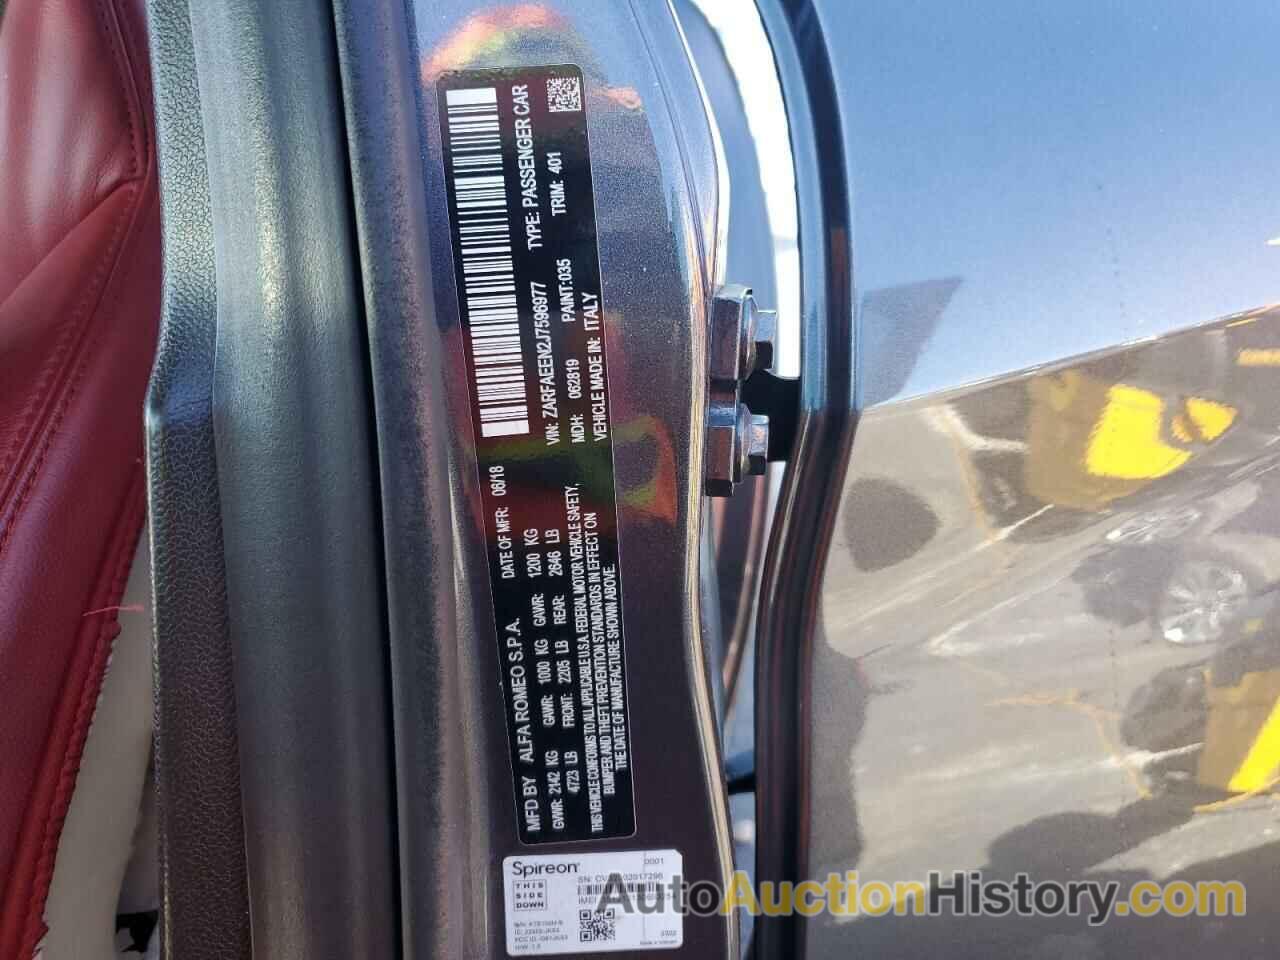 MFD BY ALFA ROMEO S.P.A. DATE OF MFR: 06/18
GVWR: 2142 KG GAWR: 1000 KG GAWR: 1200 KG
4723 LB FRONT: 2205 LB REAR: 2646 LB
THIS VEHICLE CONFORMS TO ALL APPLICABLE U.S.A. FEDERAL MOTOR VEHICLE SAFETY,
BUMPER AND THEFT PREVENTION STANDARDS IN EFFECT ON
THE DATE OF MANUFACTURE SHOWN ABOVE.
VIN: ZARFAEEN2J7596977 TYPE: PASSENGER CAR
MDH: 062819 PAINT:035 TRIM: 401
VEHICLE MADE IN: ITALY
Spireon 0001
THIS
SIDE
DOWN
SN:
IMEI
AutoAuctionHistory.com